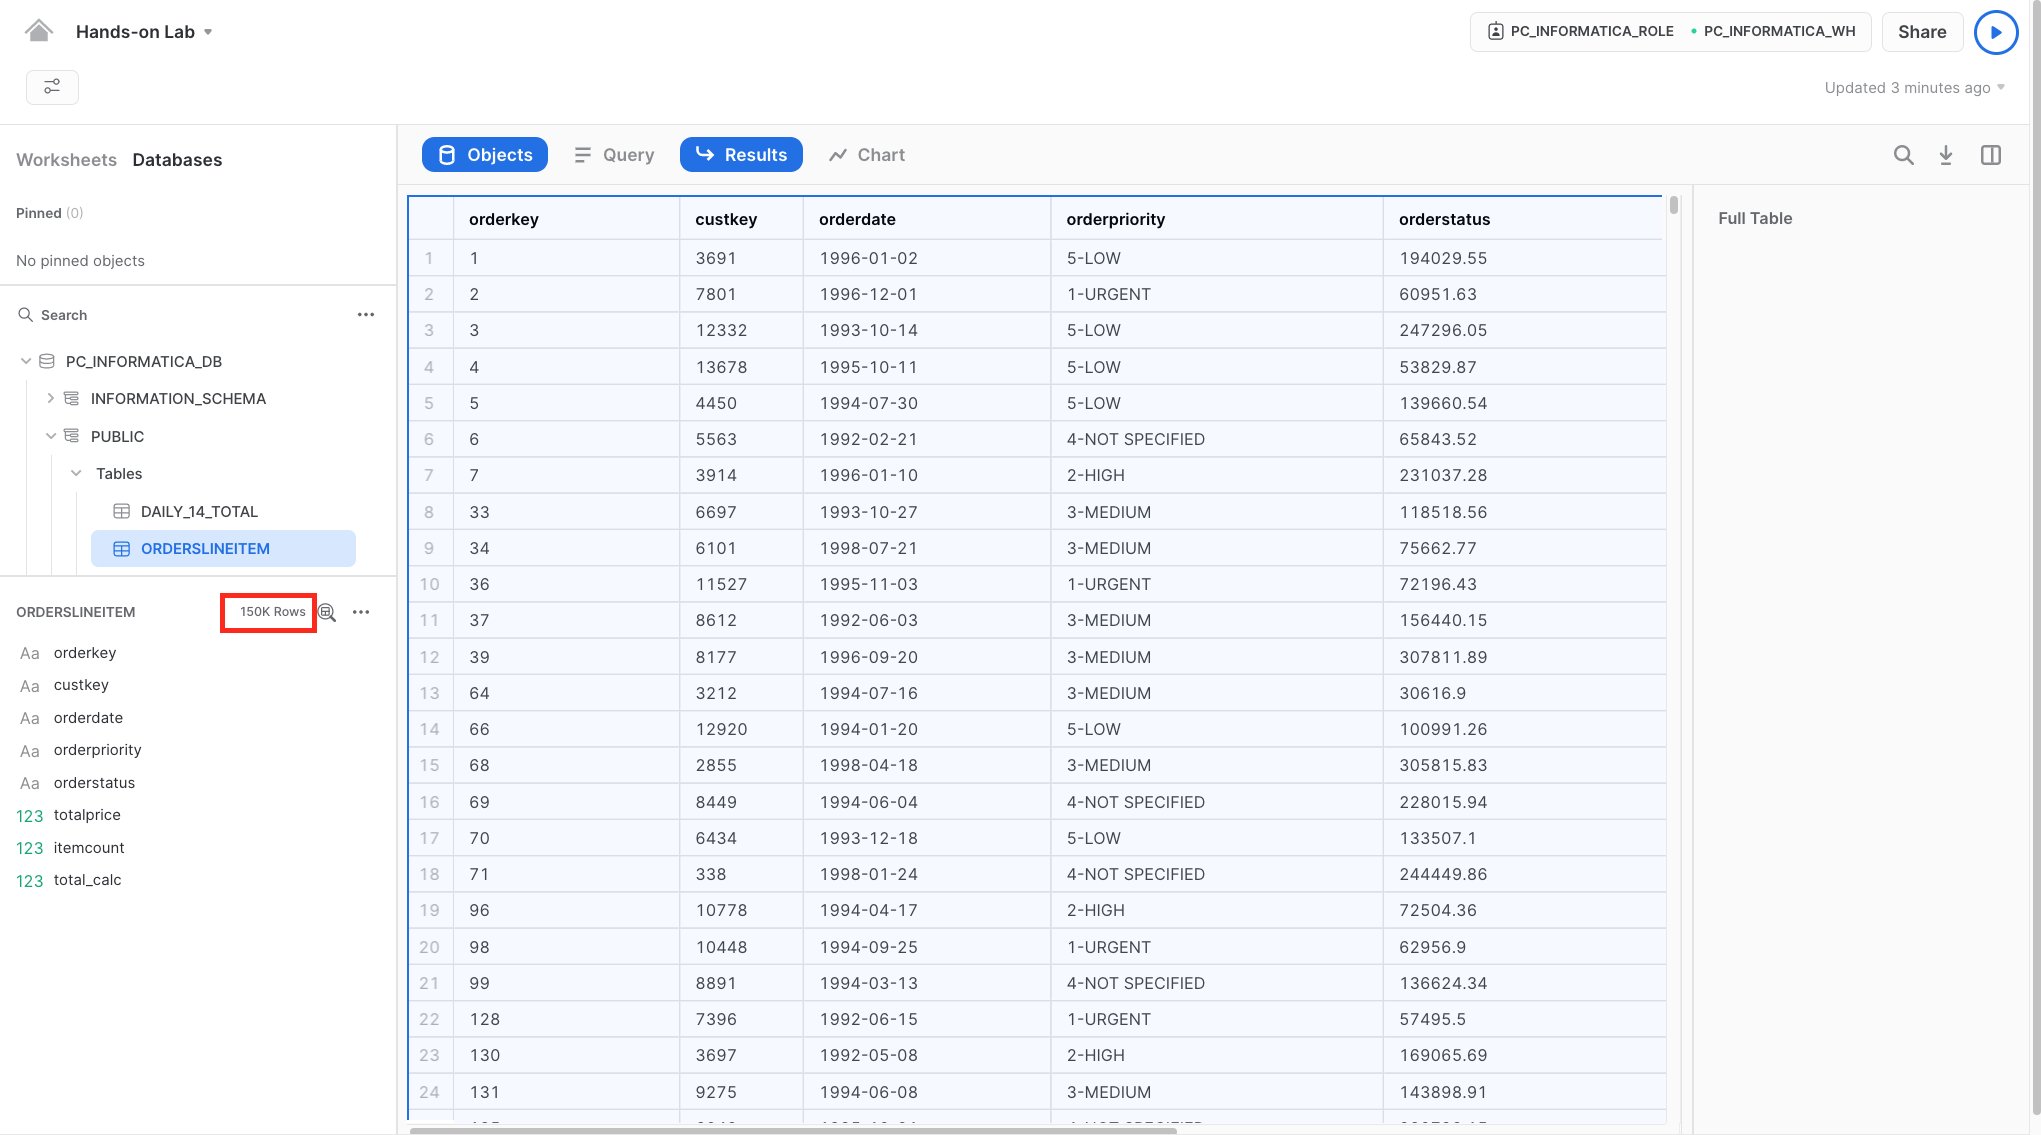 Hands-on Lab
PC_INFORMATICA_ROLE PC_INFORMATICA_WH Share
Updated 3 minutes ago
Worksheets Databases
Pinned (0)
No pinned objects
Search
PC_INFORMATICA_DB
INFORMATION_SCHEMA
PUBLIC
Tables
DAILY_14_TOTAL
ORDERSLINEITEM
ORDERSLINEITEM 150K Rows
Aa orderkey
Aa custkey
Aa orderdate
Aa orderpriority
Aa orderstatus
123 totalprice
123 itemcount
123 total_calc
Objects Query Results Chart
orderkey custkey orderdate orderpriority orderstatus
1 1 3691 1996-01-02 5-LOW 194029.55
2 2 7801 1996-12-01 1-URGENT 60951.63
3 3 12332 1993-10-14 5-LOW 247296.05
4 4 13678 1995-10-11 5-LOW 53829.87
5 5 4450 1994-07-30 5-LOW 139660.54
6 6 5563 1992-02-21 4-NOT SPECIFIED 65843.52
7 7 3914 1996-01-10 2-HIGH 231037.28
8 33 6697 1993-10-27 3-MEDIUM 118518.56
9 34 6101 1998-07-21 3-MEDIUM 75662.77
10 36 11527 1995-11-03 1-URGENT 72196.43
11 37 8612 1992-06-03 3-MEDIUM 156440.15
12 39 8177 1996-09-20 3-MEDIUM 307811.89
13 64 3212 1994-07-16 3-MEDIUM 30616.9
14 66 12920 1994-01-20 5-LOW 100991.26
15 68 2855 1998-04-18 3-MEDIUM 305815.83
16 69 8449 1994-06-04 4-NOT SPECIFIED 228015.94
17 70 6434 1993-12-18 5-LOW 133507.1
18 71 338 1998-01-24 4-NOT SPECIFIED 244449.86
19 96 10778 1994-04-17 2-HIGH 72504.36
20 98 10448 1994-09-25 1-URGENT 62956.9
21 99 8891 1994-03-13 4-NOT SPECIFIED 136624.34
22 128 7396 1992-06-15 1-URGENT 57495.5
23 130 3697 1992-05-08 2-HIGH 169065.69
24 131 9275 1994-06-08 3-MEDIUM 143898.91
Full Table